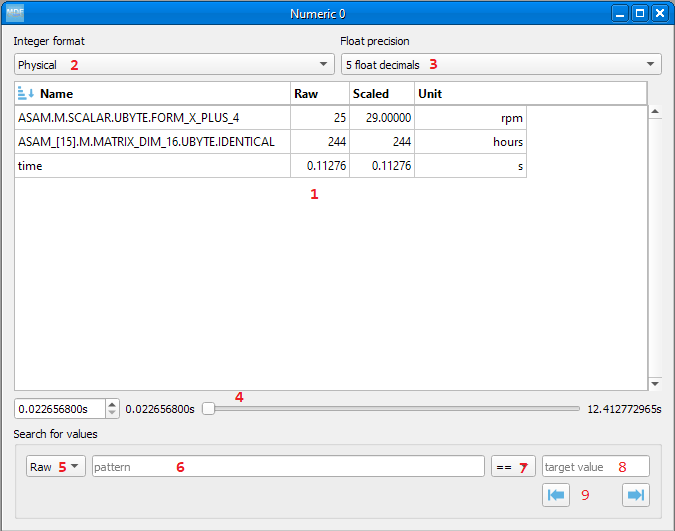 MDF Numeric 0
Integer format Float precision
Physical 2 5 float decimals 3
Name Raw Scaled Unit
ASAM.M.SCALAR.UBYTE.FORM_X_PLUS_4 25 29.00000 rpm
ASAM_[15].M.MATRIX_DIM_16.UBYTE.IDENTICAL 244 244 hours
time 0.11276 0.11276 s
1
4
0.022656800s 0.022656800s 12.412772965s
Search for values
Raw 5 pattern 6 == 7 target value 8
9